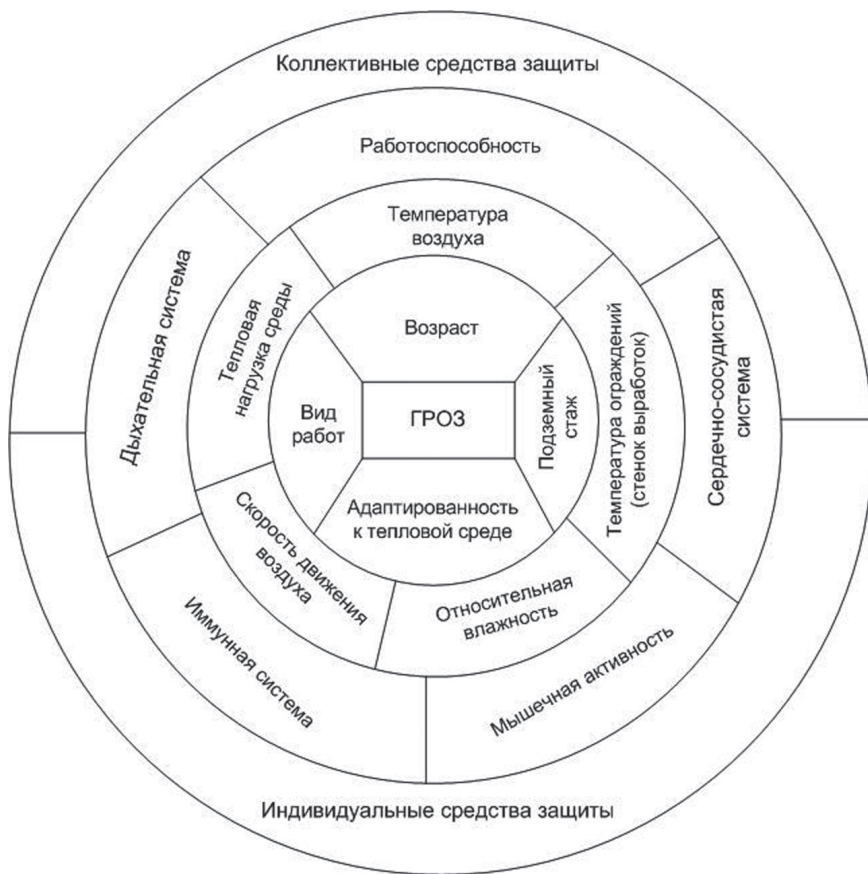 Коллективные средства защиты
Работоспособность
Температура
воздуха
Тепловая
нагрузка среды
Дыхательная система
Возраст
Температура ограждений
(стенок выработок)
Сердечно-сосудистая
система
Вид
работ
ГРОЗ
Подземный
стаж
Адаптированность
к тепловой среде
Скорость движения
воздуха
Относительная
влажность
Иммунная система
Мышечная активность
Индивидуальные средства защиты